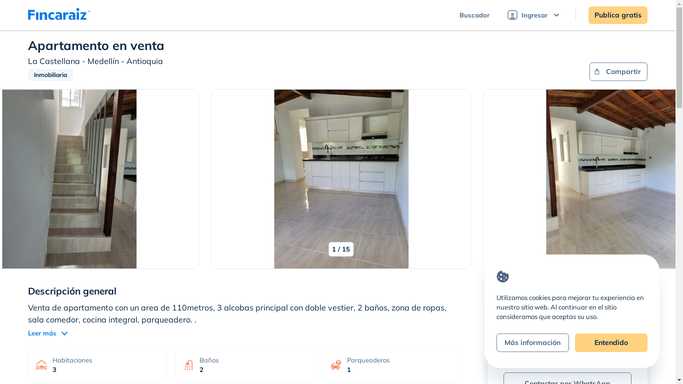 Fincaraiz
Buscador
Ingresar
Publica gratis
Apartamento en venta
La Castellana - Medellín - Antioquia
Inmobiliaria
Compartir
1 / 15
Descripción general
Venta de apartamento con un area de 110metros, 3 alcobas principal con doble vestier, 2 baños, zona de ropas,
sala comedor, cocina integral, parqueadero. .
Leer más
Habitaciones
3
Baños
2
Parqueaderos
1
Utilizamos cookies para mejorar tu experiencia en
nuestro sitio web. Al continuar en el sitio
consideramos que aceptas su uso.
Más información
Entendido
Contactar por WhatsApp